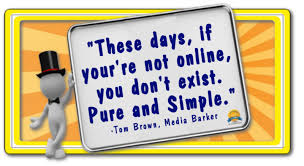 "These days, if
your're not online,
you don't exist.
Pure and Simple."
-Tom Brown, Media Barker